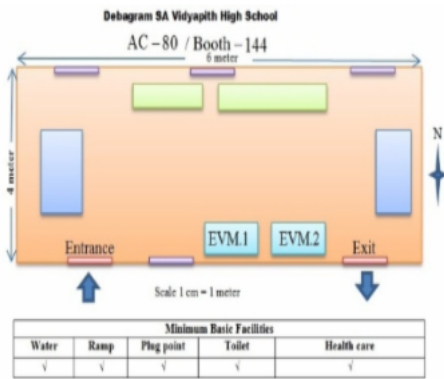 Debagram SA Vidyapith High School
AC – 80 / Booth – 144
6 meter
4 meter
N
EVM.1 EVM.2
Entrance Exit
Scale 1 cm = 1 meter
Minimum Basic Facilities
Water Ramp Plug point Toilet Health care
√ √ √ √ √